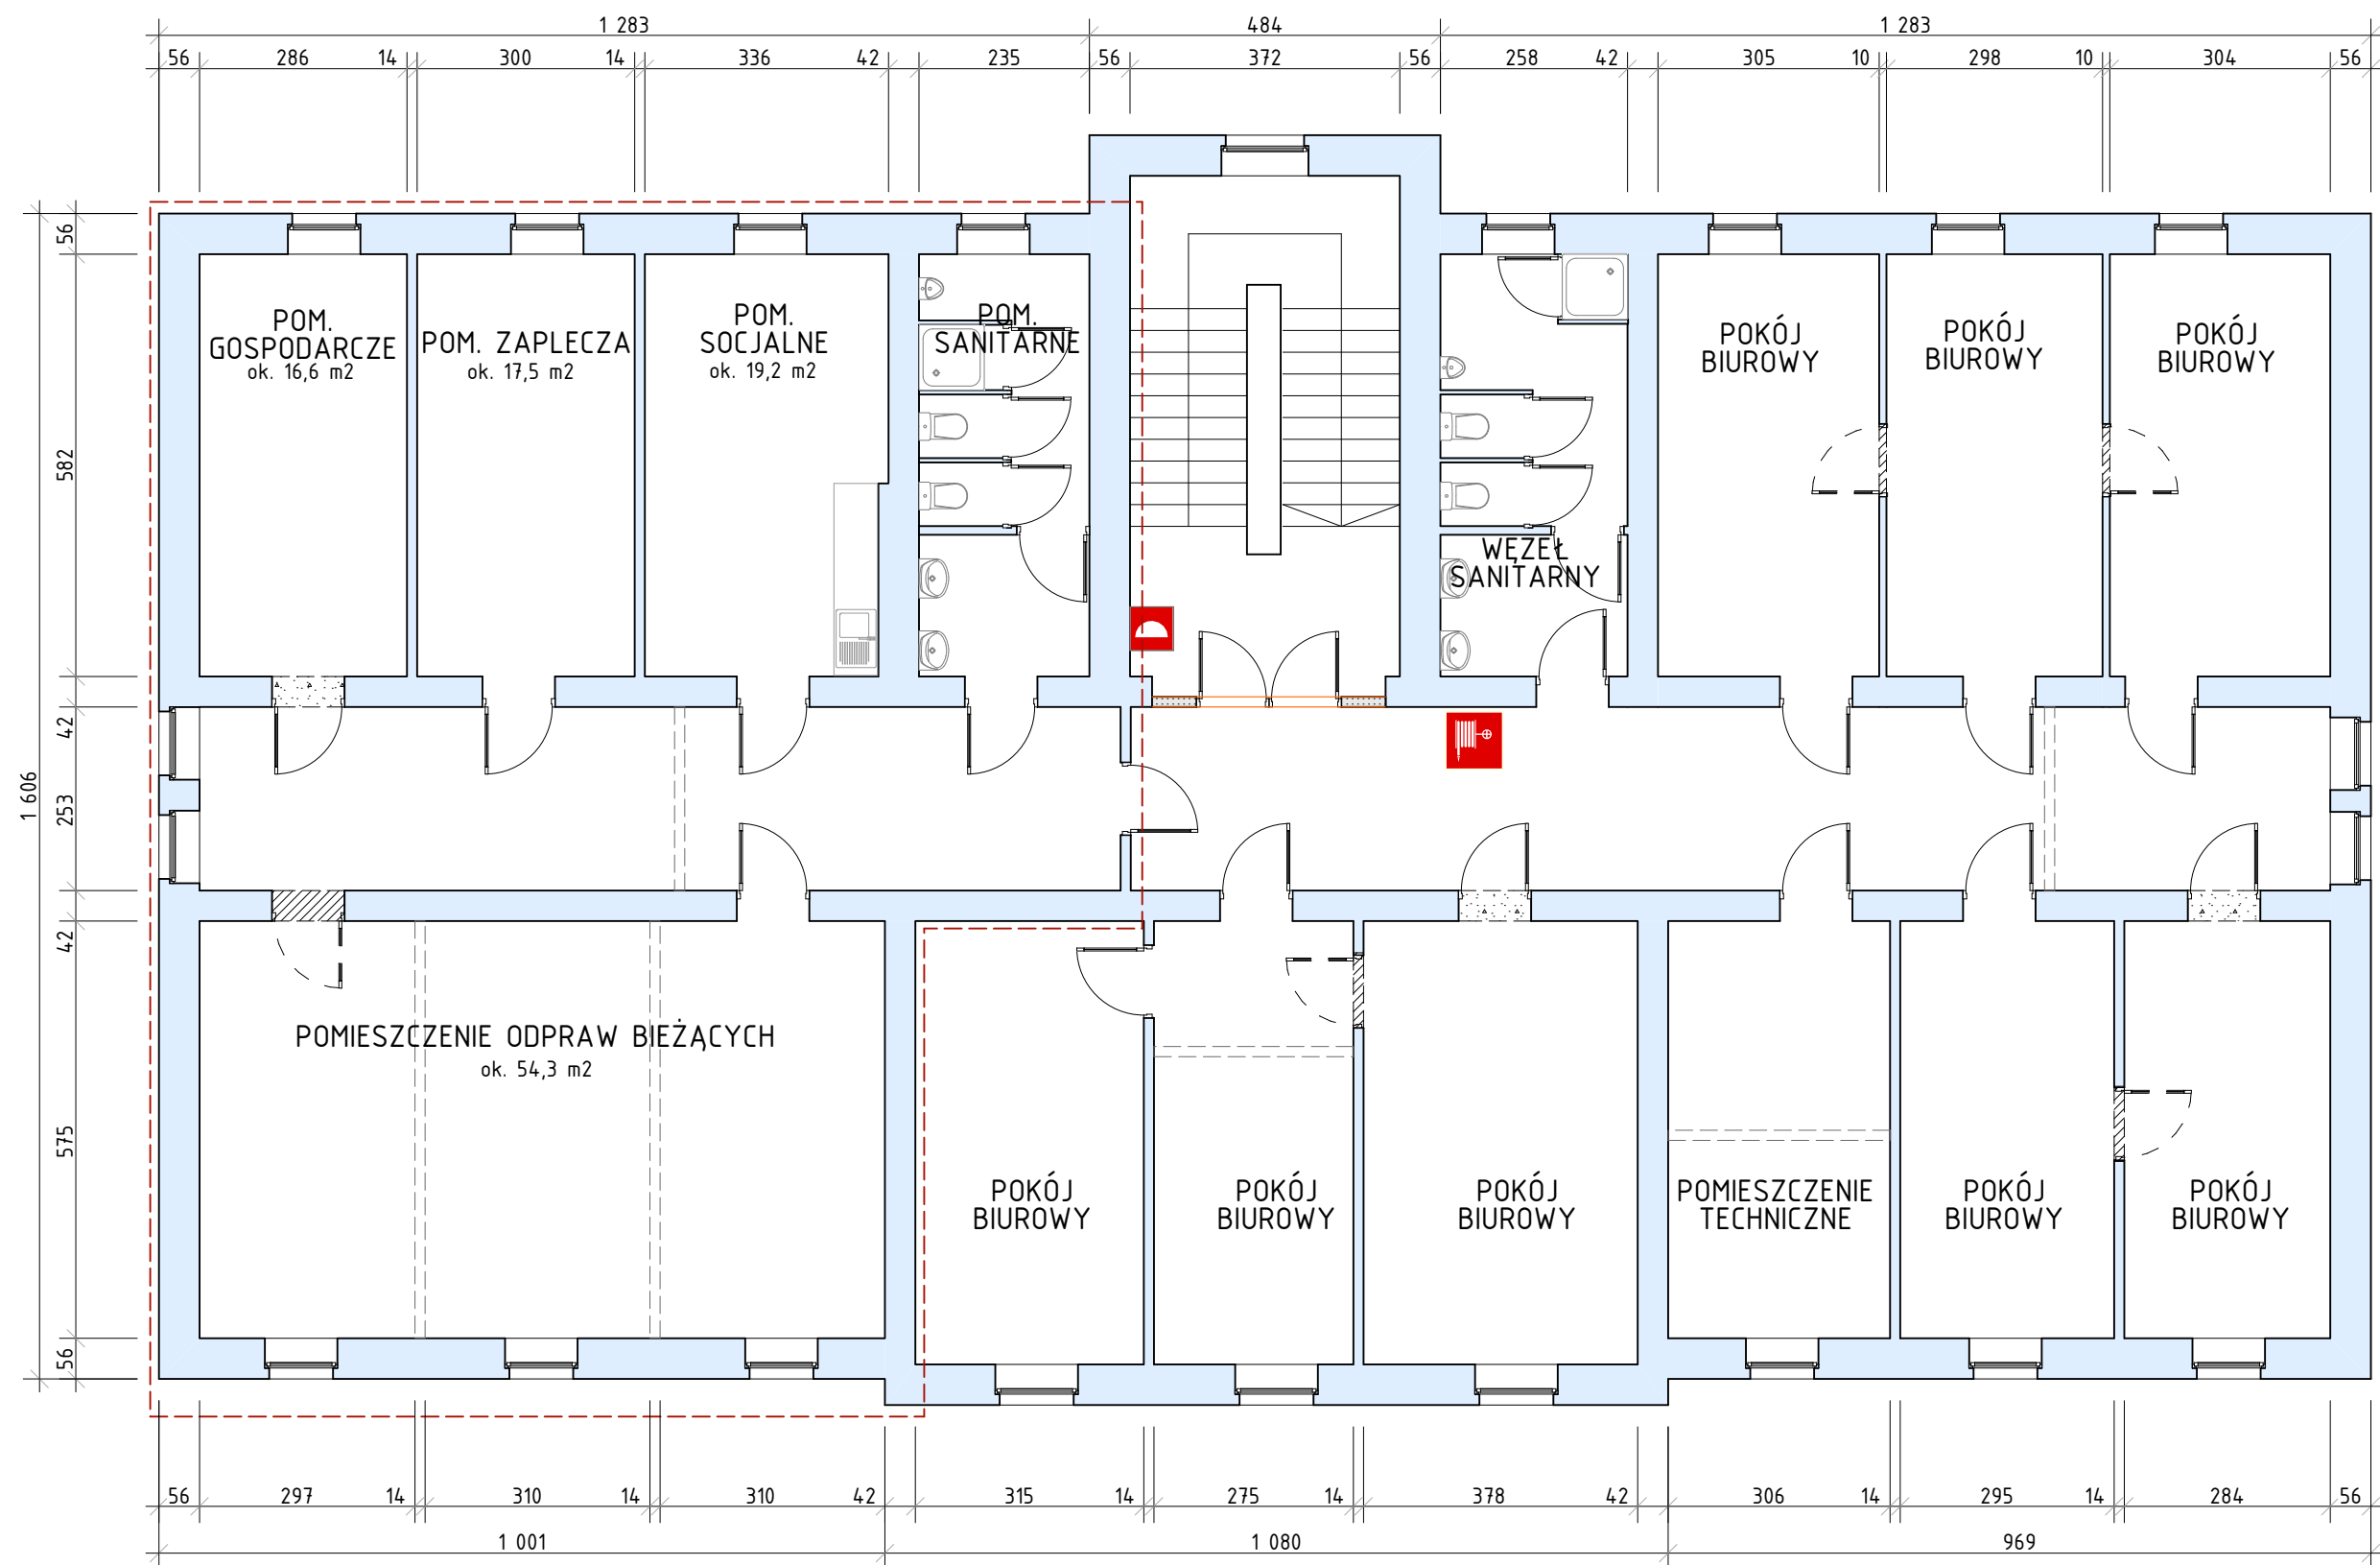 1 283 484 1 283
56 286 14 300 14 336 42 235 56 372 56 258 42 305 10 298 10 304 56
56
582
42
253
42
575
56
1 606
POM.
GOSPODARCZE
ok. 16,6 m2
POM. ZAPLECZA
ok. 17,5 m2
POM.
SOCJALNE
ok. 19,2 m2
POM.
SANITARNE
WĘZEŁ
SANITARNY
POKÓJ
BIUROWY
POKÓJ
BIUROWY
POKÓJ
BIUROWY
POMIESZCZENIE ODPRAW BIEŻĄCYCH
ok. 54,3 m2
POKÓJ
BIUROWY
POKÓJ
BIUROWY
POKÓJ
BIUROWY
POMIESZCZENIE
TECHNICZNE
POKÓJ
BIUROWY
POKÓJ
BIUROWY
56 297 14 310 14 310 42 315 14 275 14 378 42 306 14 295 14 284 56
1 001 1 080 969